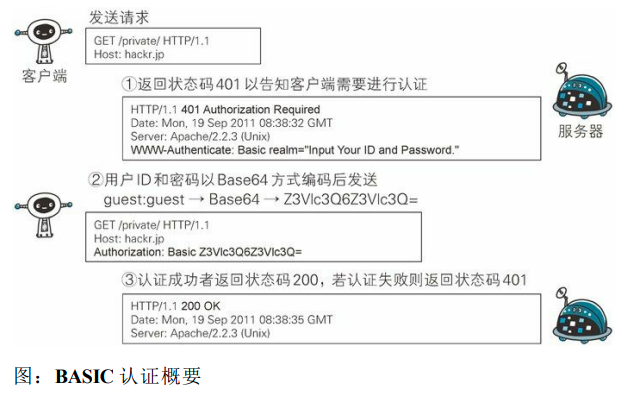 发送请求
GET /private/ HTTP/1.1
Host: hackr.jp
客户端
①返回状态码401以告知客户端需要进行认证
HTTP/1.1 401 Authorization Required
Date: Mon, 19 Sep 2011 08:38:32 GMT
Server: Apache/2.2.3 (Unix)
WWW-Authenticate: Basic realm="Input Your ID and Password."
服务器
②用户ID和密码以Base64方式编码后发送
guest:guest → Base64 → Z3Vlc3Q6Z3Vlc3Q=
GET /private/ HTTP/1.1
Host: hackr.jp
Authorization: Basic Z3Vlc3Q6Z3Vlc3Q=
③认证成功者返回状态码200，若认证失败则返回状态码401
HTTP/1.1 200 OK
Date: Mon, 19 Sep 2011 08:38:35 GMT
Server: Apache/2.2.3 (Unix)
图：BASIC 认证概要